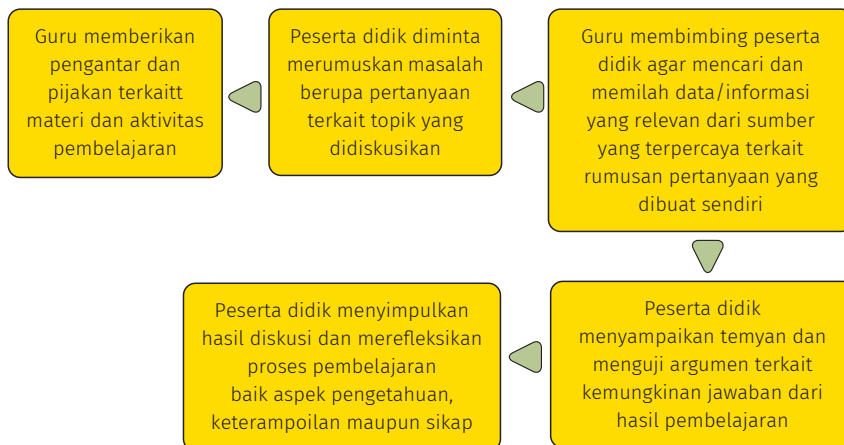 Guru memberikan
pengantar dan
pijakan terkaitt
materi dan aktivitas
pembelajaran
Peserta didik diminta
merumuskan masalah
berupa pertanyaan
terkait topik yang
didiskusikan
Guru membimbing peserta
didik agar mencari dan
memilah data/informasi
yang relevan dari sumber
yang terpercaya terkait
rumusan pertanyaan yang
dibuat sendiri
Peserta didik
menyampaikan temyan dan
menguji argumen terkait
kemungkinan jawaban dari
hasil pembelajaran
Peserta didik menyimpulkan
hasil diskusi dan merefleksikan
proses pembelajaran
baik aspek pengetahuan,
keterampoilan maupun sikap